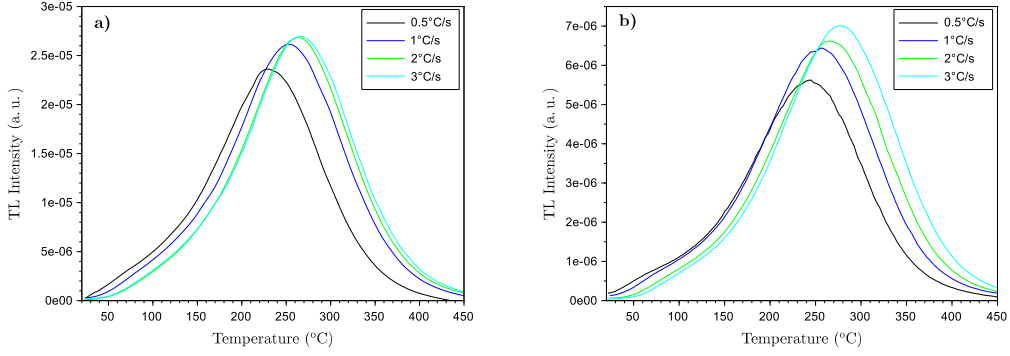 a)
0.5°C/s
1°C/s
2°C/s
3°C/s
3e-05
2.5e-05
2e-05
1.5e-05
1e-05
5e-06
0e00
50 100 150 200 250 300 350 400 450
Temperature (°C)
TL Intensity (a. u. )
b)
0.5°C/s
1°C/s
2°C/s
3°C/s
7e-06
6e-06
5e-06
4e-06
3e-06
2e-06
1e-06
0e00
50 100 150 200 250 300 350 400 450
Temperature (°C)
TL Intensity (a. u. )